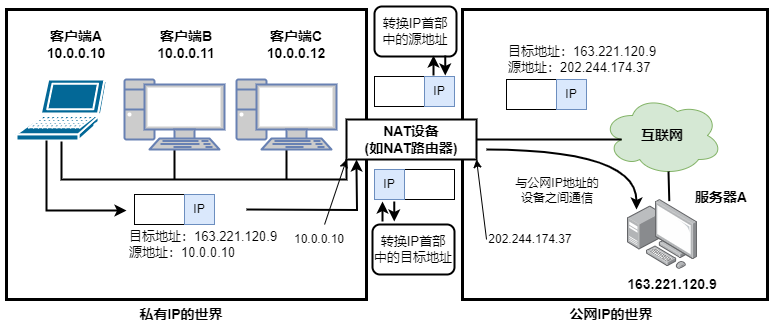 客户端A
10.0.0.10
客户端B
10.0.0.11
客户端C
10.0.0.12
转换IP首部
中的源地址
IP
目标地址：163.221.120.9
源地址：202.244.174.37
IP
NAT设备
(如NAT路由器)
互联网
IP
与公网IP地址的
设备之间通信
服务器A
IP
目标地址：163.221.120.9
源地址：10.0.0.10
10.0.0.10
转换IP首部
中的目标地址
202.244.174.37
163.221.120.9
私有IP的世界
公网IP的世界